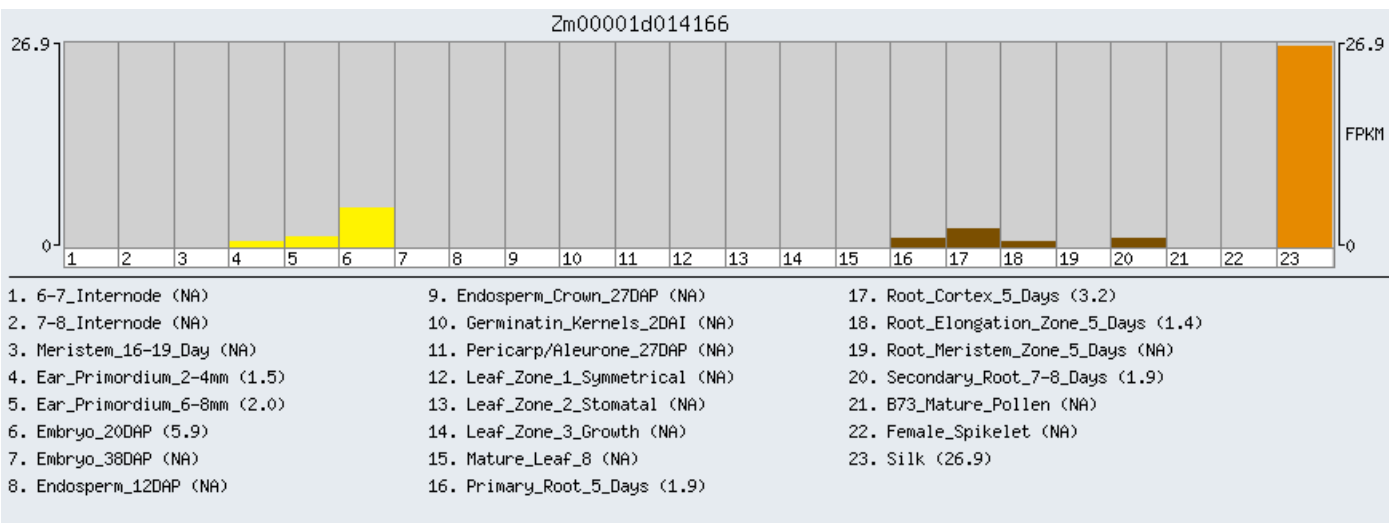 Zm00001d014166
26.9
26.9
FPKM
0
0
1 2 3 4 5 6 7 8 9 10 11 12 13 14 15 16 17 18 19 20 21 22 23
1. 6-7_Internode (NA)
2. 7-8_Internode (NA)
3. Meristem_16-19_Day (NA)
4. Ear_Primordium_2-4mm (1.5)
5. Ear_Primordium_6-8mm (2.0)
6. Embryo_20DAP (5.9)
7. Embryo_38DAP (NA)
8. Endosperm_12DAP (NA)
9. Endosperm_Crown_27DAP (NA)
10. Germinatin_Kernels_2DAI (NA)
11. Pericarp/Aleurone_27DAP (NA)
12. Leaf_Zone_1_Symmetrical (NA)
13. Leaf_Zone_2_Stomatal (NA)
14. Leaf_Zone_3_Growth (NA)
15. Mature_Leaf_8 (NA)
16. Primary_Root_5_Days (1.9)
17. Root_Cortex_5_Days (3.2)
18. Root_Elongation_Zone_5_Days (1.4)
19. Root_Meristem_Zone_5_Days (NA)
20. Secondary_Root_7-8_Days (1.9)
21. B73_Mature_Pollen (NA)
22. Female_Spikelet (NA)
23. Silk (26.9)